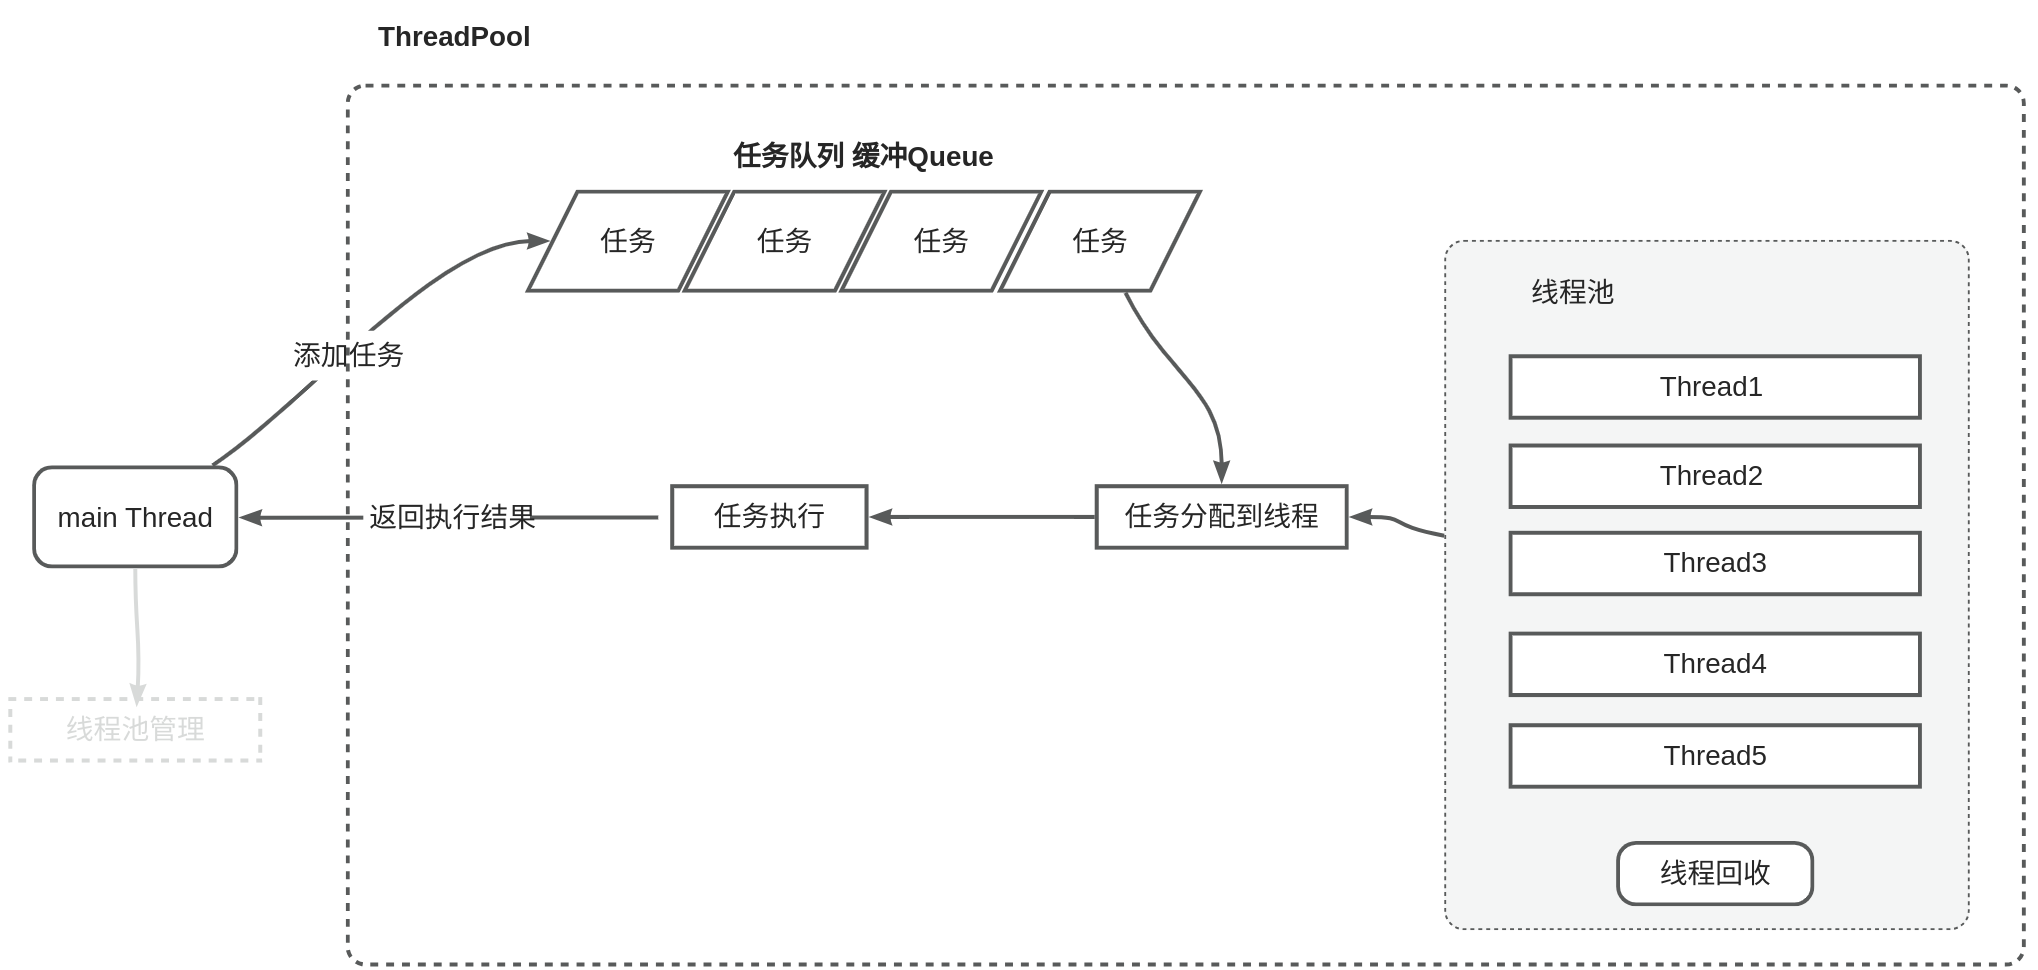 ThreadPool
任务队列 缓冲Queue
任务
任务
任务
任务
添加任务
线程池
Thread1
Thread2
Thread3
Thread4
Thread5
线程回收
main Thread
返回执行结果
任务执行
任务分配到线程
线程池管理